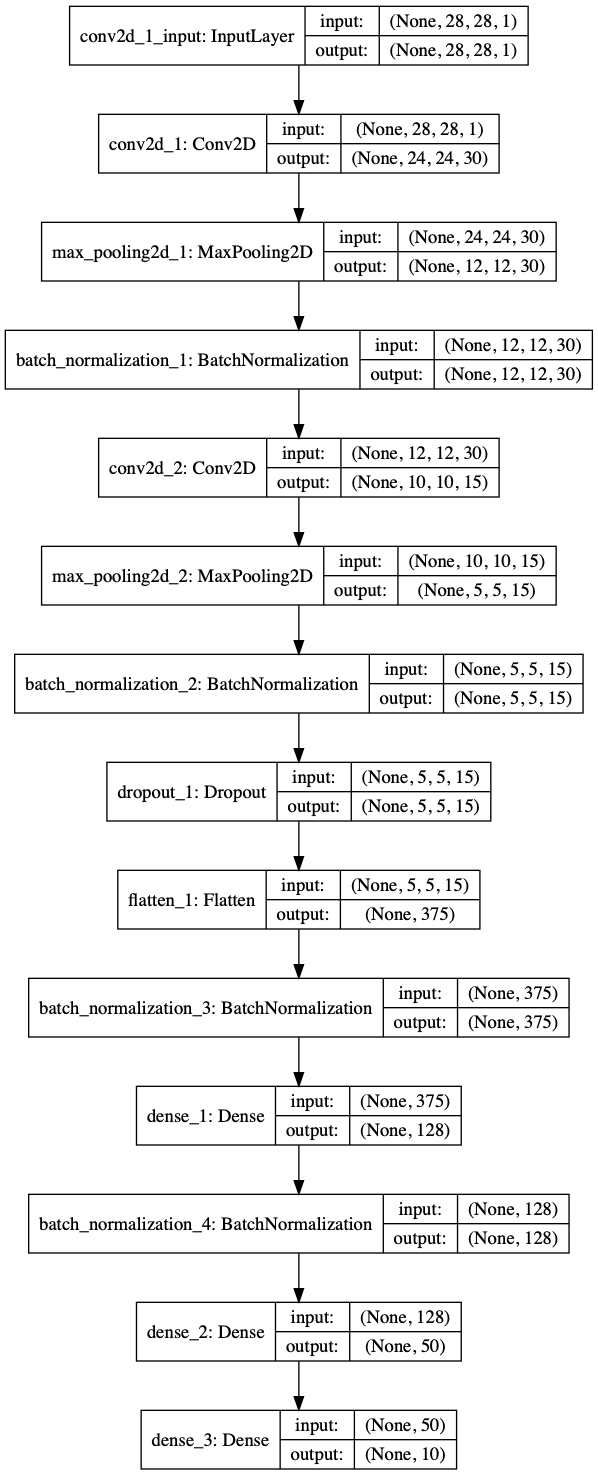 conv2d_1_input: InputLayer
input: (None, 28, 28, 1)
output: (None, 28, 28, 1)
conv2d_1: Conv2D
input: (None, 28, 28, 1)
output: (None, 24, 24, 30)
max_pooling2d_1: MaxPooling2D
input: (None, 24, 24, 30)
output: (None, 12, 12, 30)
batch_normalization_1: BatchNormalization
input: (None, 12, 12, 30)
output: (None, 12, 12, 30)
conv2d_2: Conv2D
input: (None, 12, 12, 30)
output: (None, 10, 10, 15)
max_pooling2d_2: MaxPooling2D
input: (None, 10, 10, 15)
output: (None, 5, 5, 15)
batch_normalization_2: BatchNormalization
input: (None, 5, 5, 15)
output: (None, 5, 5, 15)
dropout_1: Dropout
input: (None, 5, 5, 15)
output: (None, 5, 5, 15)
flatten_1: Flatten
input: (None, 5, 5, 15)
output: (None, 375)
batch_normalization_3: BatchNormalization
input: (None, 375)
output: (None, 375)
dense_1: Dense
input: (None, 375)
output: (None, 128)
batch_normalization_4: BatchNormalization
input: (None, 128)
output: (None, 128)
dense_2: Dense
input: (None, 128)
output: (None, 50)
dense_3: Dense
input: (None, 50)
output: (None, 10)